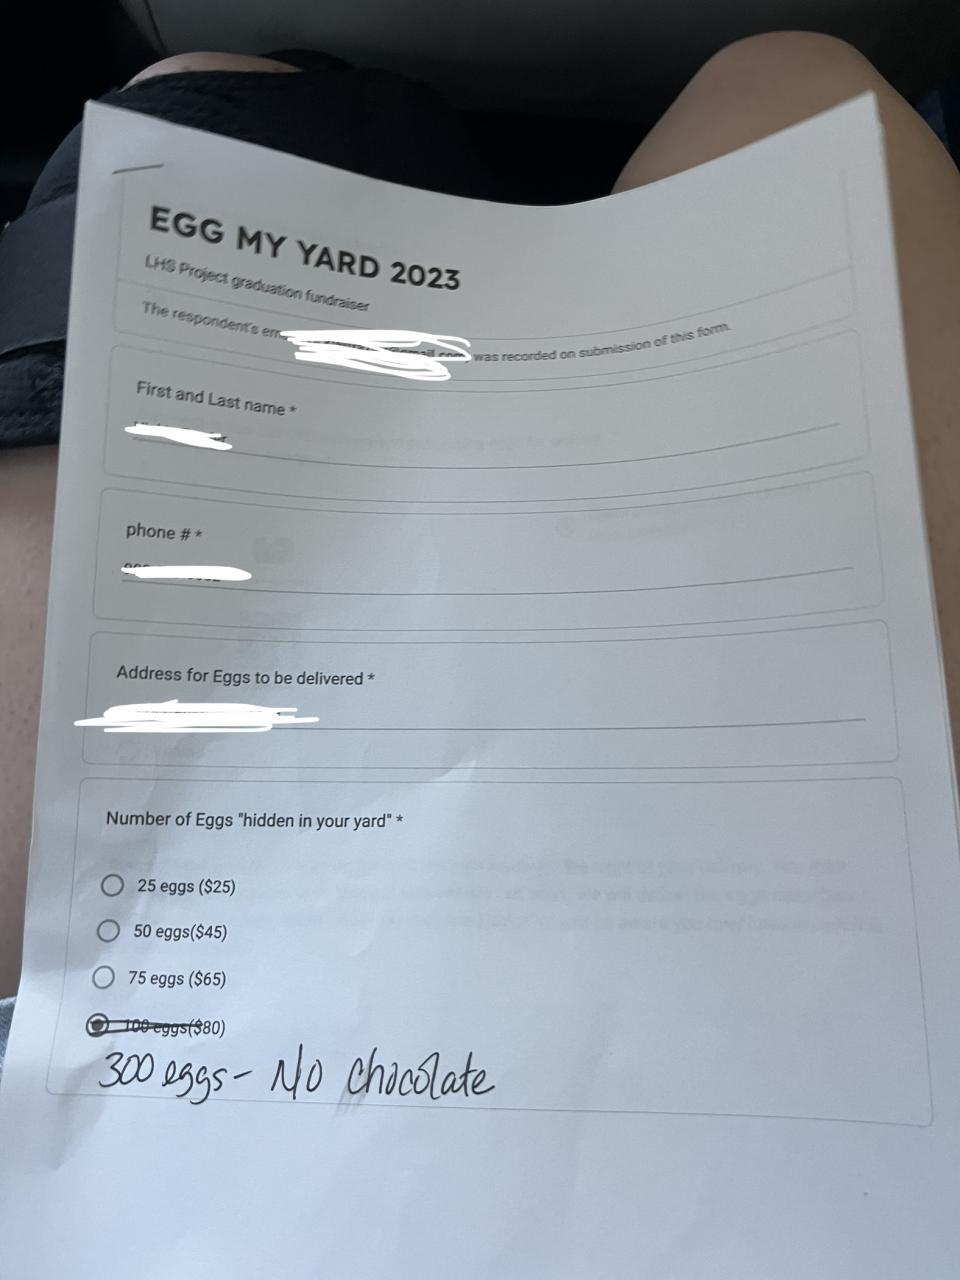 EGG MY YARD 2023
LHS Project graduation fundraiser
The respondent's was recorded on submission of this form.
First and Last name *
phone # *
Address for Eggs to be delivered *
Number of Eggs "hidden in your yard" *
25 eggs ($25)
50 eggs($45)
75 eggs ($65)
100 eggs($80)
300 eggs - No chocolate